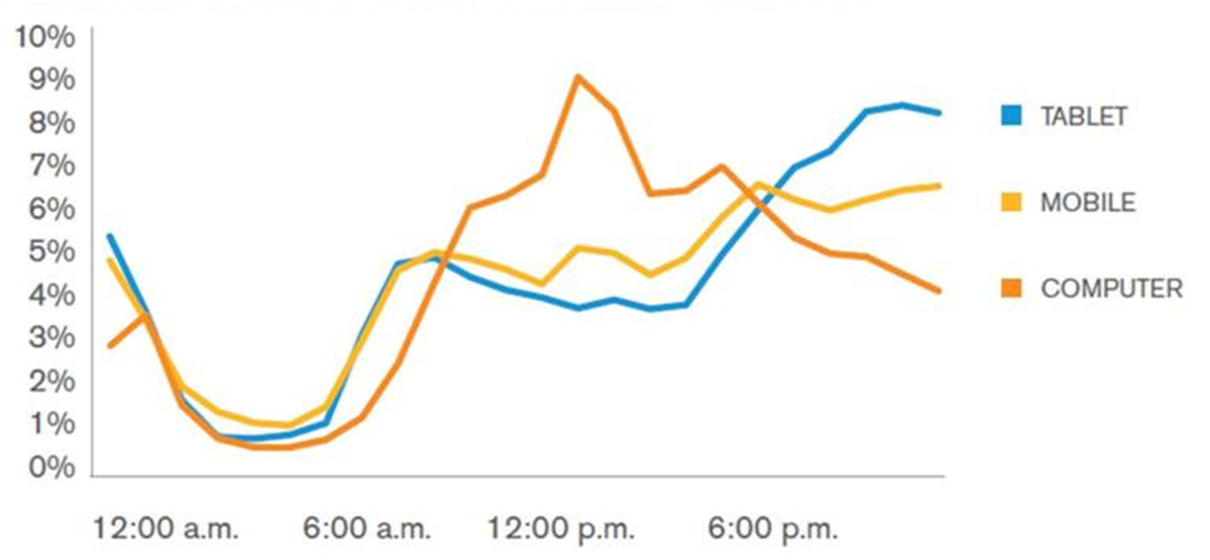 10%
9%
8%
7%
6%
5%
4%
3%
2%
1%
0%
12:00 a.m. 6:00 a.m. 12:00 p.m. 6:00 p.m.
TABLET
MOBILE
COMPUTER